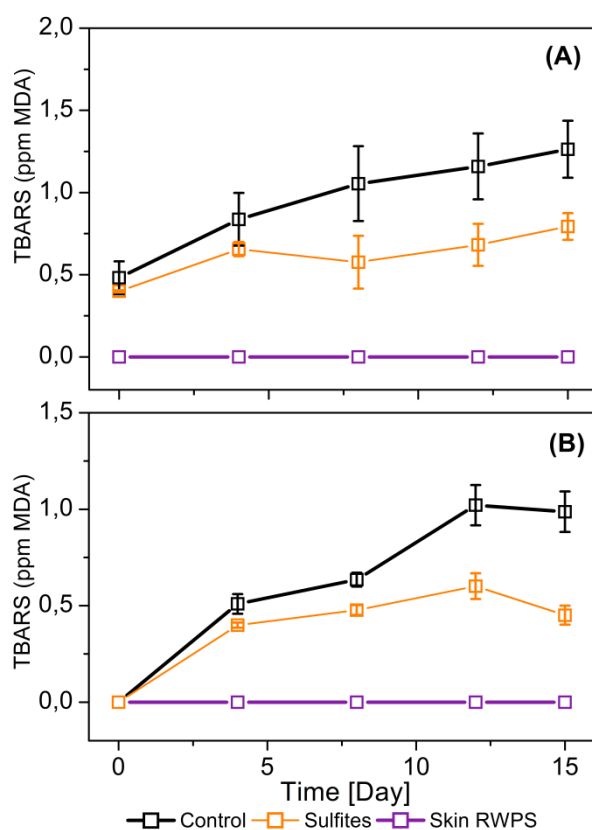 (A)
TBARS (ppm MDA)
2,0
1,5
1,0
0,5
0,0
(B)
TBARS (ppm MDA)
1,5
1,0
0,5
0,0
0 5 10 15
Time [Day]
Control Sulfites Skin RWPS